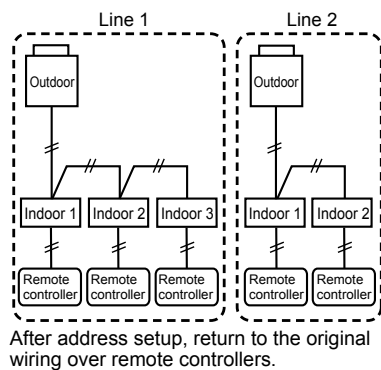 Line 1
Line 2
Outdoor
Outdoor
Indoor 1
Indoor 2
Indoor 3
Indoor 1
Indoor 2
Remote
controller
Remote
controller
Remote
controller
Remote
controller
Remote
controller
After address setup, return to the original
wiring over remote controllers.